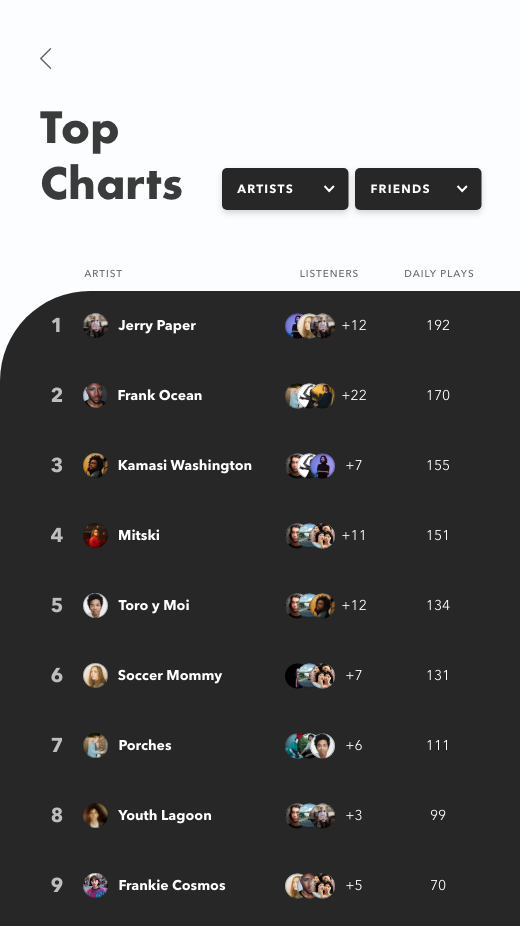 Top
Charts
ARTISTS FRIENDS
ARTIST LISTENERS DAILY PLAYS
1 Jerry Paper +12 192
2 Frank Ocean +22 170
3 Kamasi Washington +7 155
4 Mitski +11 151
5 Toro y Moi +12 134
6 Soccer Mommy +7 131
7 Porches +6 111
8 Youth Lagoon +3 99
9 Frankie Cosmos +5 70